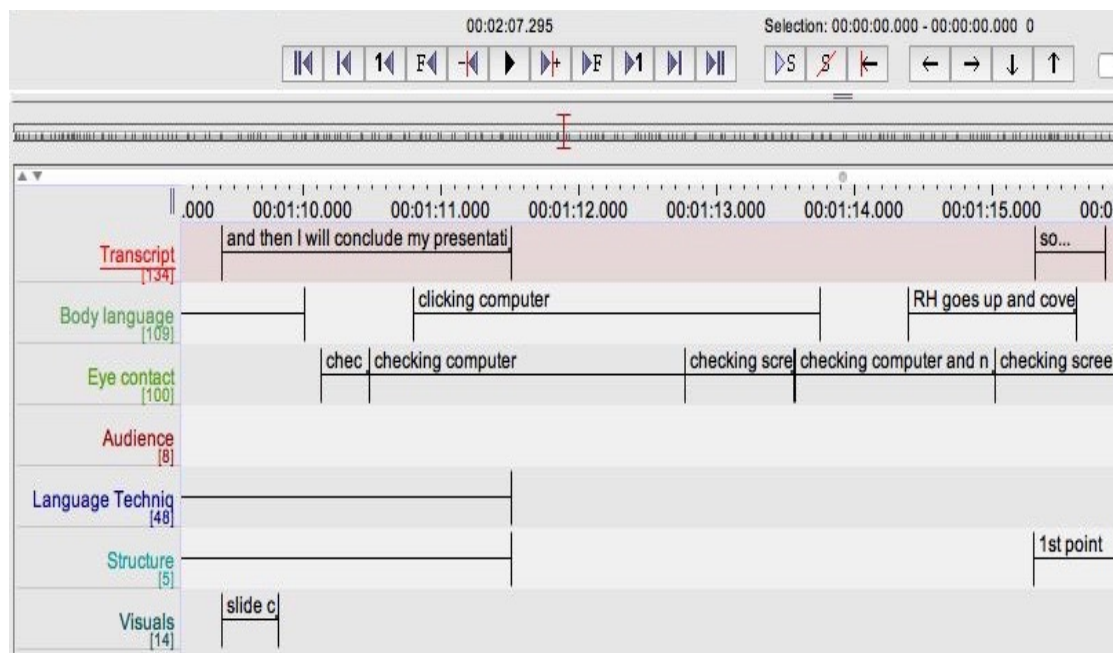 00:02:07.295 Selection: 00:00:00.000 - 00:00:00.000 0
1 F F 1 S S
.000 00:01:10.000 00:01:11.000 00:01:12.000 00:01:13.000 00:01:14.000 00:01:15.000 00:0
Transcript and then I will conclude my presentati so...
[134]
Body language clicking computer RH goes up and cove
[109]
Eye contact chec checking computer checking scre checking computer and n checking scree
[100]
Audience
[8]
Language Techniq
[48]
Structure 1st point
[5]
Visuals slide c
[14]